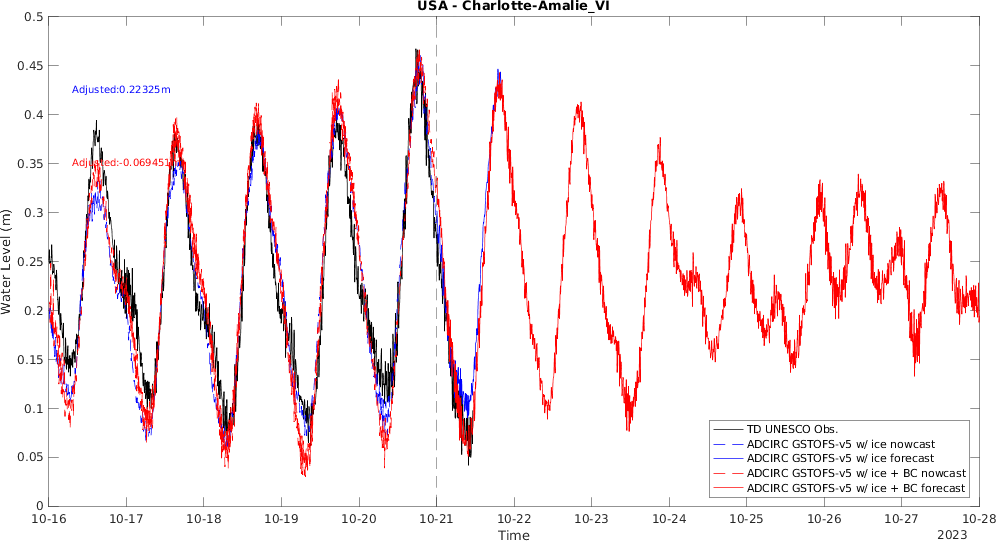 USA - Charlotte-Amalie_VI
0.5
0.45
0.4
0.35
0.3
0.25
0.2
0.15
0.1
0.05
0
Water Level (m)
Adjusted:0.22325m
Adjusted:-0.069451
TD UNESCO Obs.
ADCIRC GSTOFS-v5 w/ ice nowcast
ADCIRC GSTOFS-v5 w/ ice forecast
ADCIRC GSTOFS-v5 w/ ice + BC nowcast
ADCIRC GSTOFS-v5 w/ ice + BC forecast
10-16 10-17 10-18 10-19 10-20 10-21 10-22 10-23 10-24 10-25 10-26 10-27 10-28
Time
2023